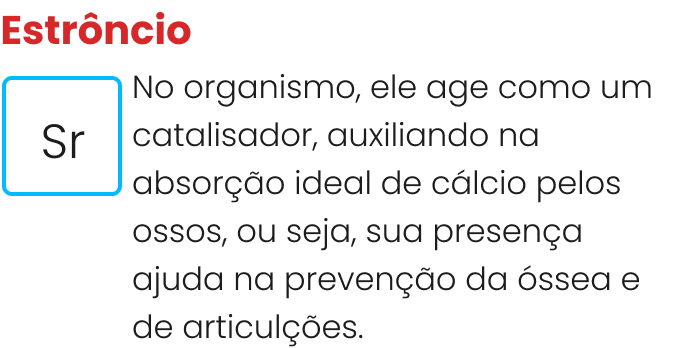 Estrôncio
Sr
No organismo, ele age como um
catalisador, auxiliando na
absorção ideal de cálcio pelos
ossos, ou seja, sua presença
ajuda na prevenção da óssea e
de articulções.